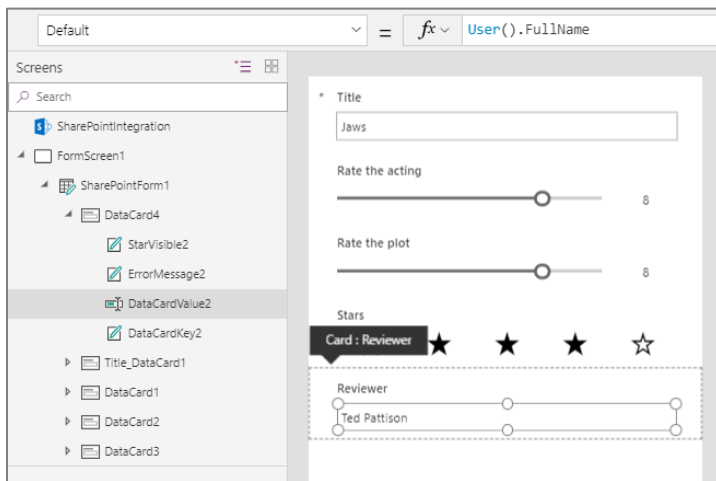 Default
= fx User().FullName
Screens
Search
SharePointIntegration
FormScreen1
SharePointForm1
DataCard4
StarVisible2
ErrorMessage2
DataCardValue2
DataCardKey2
Title_DataCard1
DataCard1
DataCard2
DataCard3
* Title
Jaws
Rate the acting
8
Rate the plot
8
Stars
Card : Reviewer
Reviewer
Ted Pattison